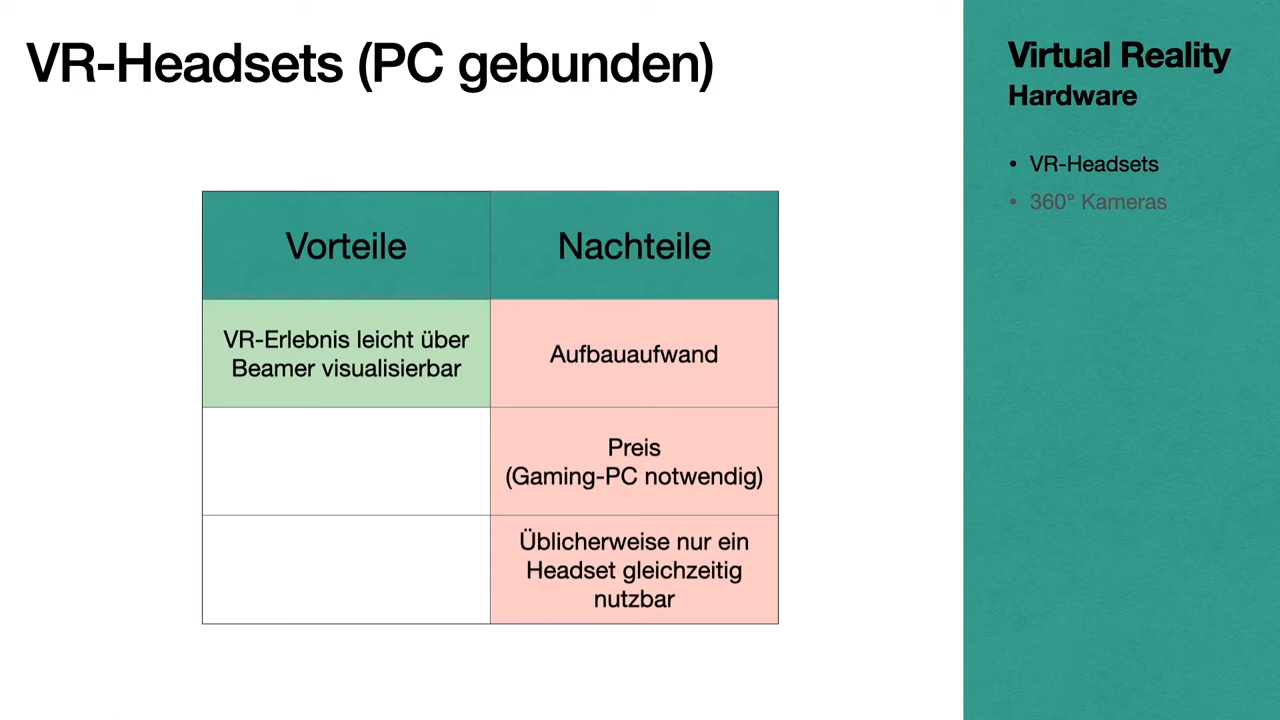 VR-Headsets (PC gebunden)
Vorteile
Nachteile
VR-Erlebnis leicht über
Beamer visualisierbar
Aufbauaufwand
Preis
(Gaming-PC notwendig)
Üblicherweise nur ein
Headset gleichzeitig
nutzbar
Virtual Reality
Hardware
• VR-Headsets
• 360° Kameras